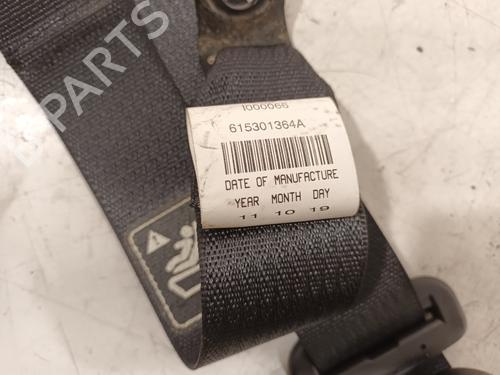 B-PARTS
1000066
615301364A
DATE OF MANUFACTURE
YEAR MONTH DAY
11 10 19